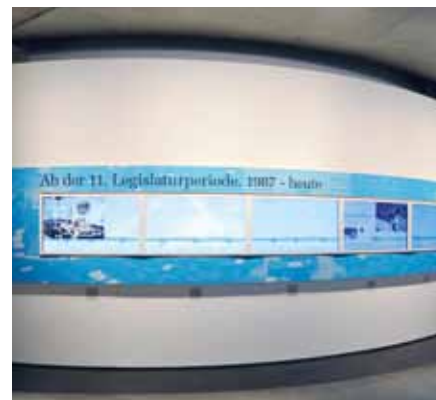 Ab der 11. Legislaturperiode, 1987 - heute